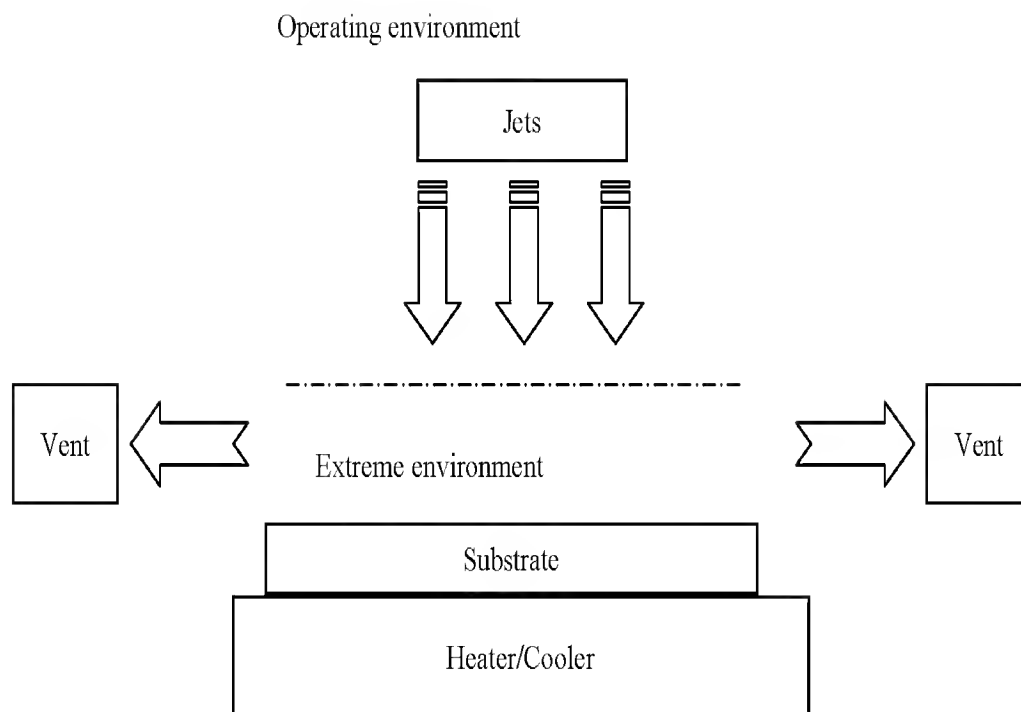 Operating environment
Jets
Vent
Vent
Extreme environment
Substrate
Heater/Cooler